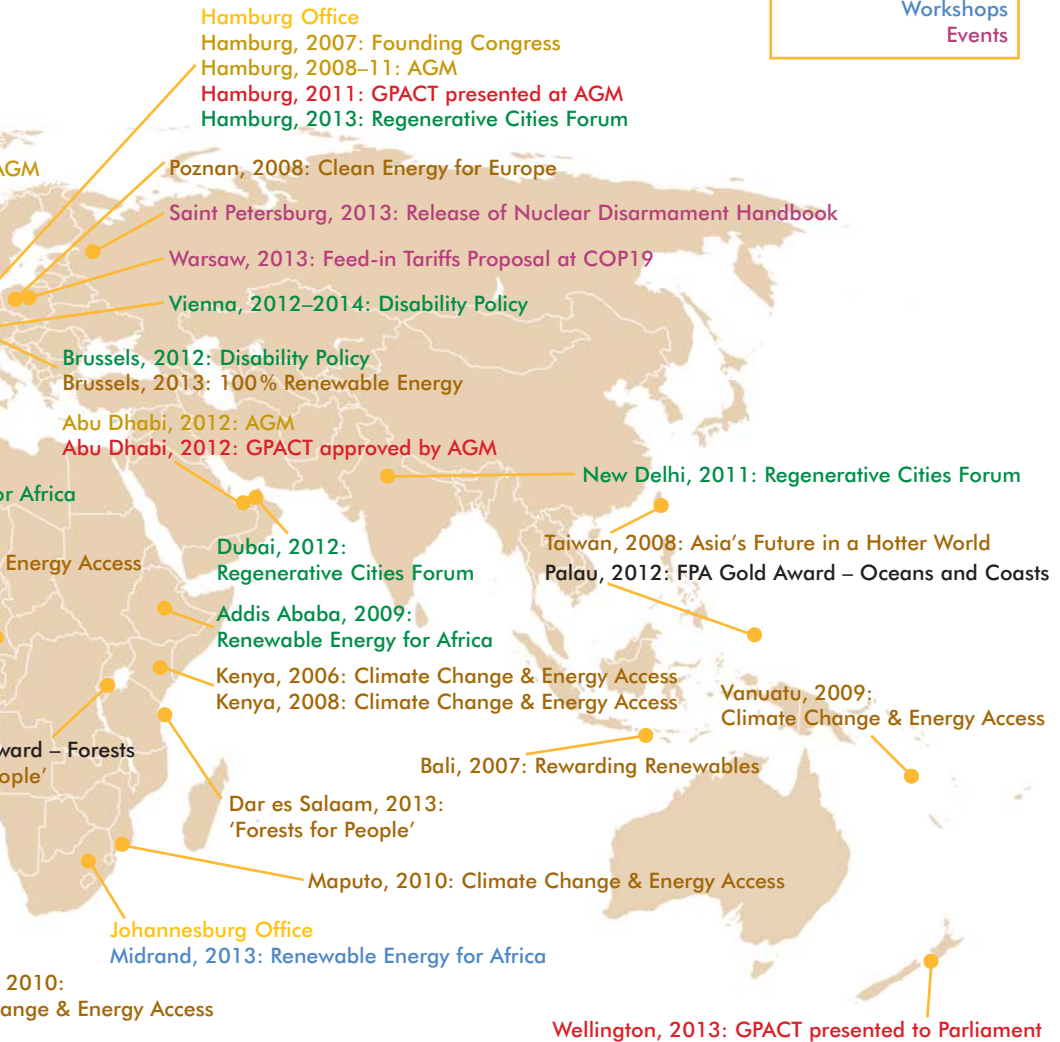 Hamburg Office
Hamburg, 2007: Founding Congress
Hamburg, 2008–11: AGM
Hamburg, 2011: GPACT presented at AGM
Hamburg, 2013: Regenerative Cities Forum
Workshops
Events
AGM
Poznan, 2008: Clean Energy for Europe
Saint Petersburg, 2013: Release of Nuclear Disarmament Handbook
Warsaw, 2013: Feed-in Tariffs Proposal at COP19
Vienna, 2012–2014: Disability Policy
Brussels, 2012: Disability Policy
Brussels, 2013: 100% Renewable Energy
Abu Dhabi, 2012: AGM
Abu Dhabi, 2012: GPACT approved by AGM
New Delhi, 2011: Regenerative Cities Forum
or Africa
Dubai, 2012:
Regenerative Cities Forum
Taiwan, 2008: Asia’s Future in a Hotter World
Palau, 2012: FPA Gold Award – Oceans and Coasts
Energy Access
Addis Ababa, 2009:
Renewable Energy for Africa
Kenya, 2006: Climate Change & Energy Access
Kenya, 2008: Climate Change & Energy Access
Vanuatu, 2009:
Climate Change & Energy Access
ward – Forests
ople’
Bali, 2007: Rewarding Renewables
Dar es Salaam, 2013:
‘Forests for People’
Maputo, 2010: Climate Change & Energy Access
Johannesburg Office
Midrand, 2013: Renewable Energy for Africa
2010:
ange & Energy Access
Wellington, 2013: GPACT presented to Parliament